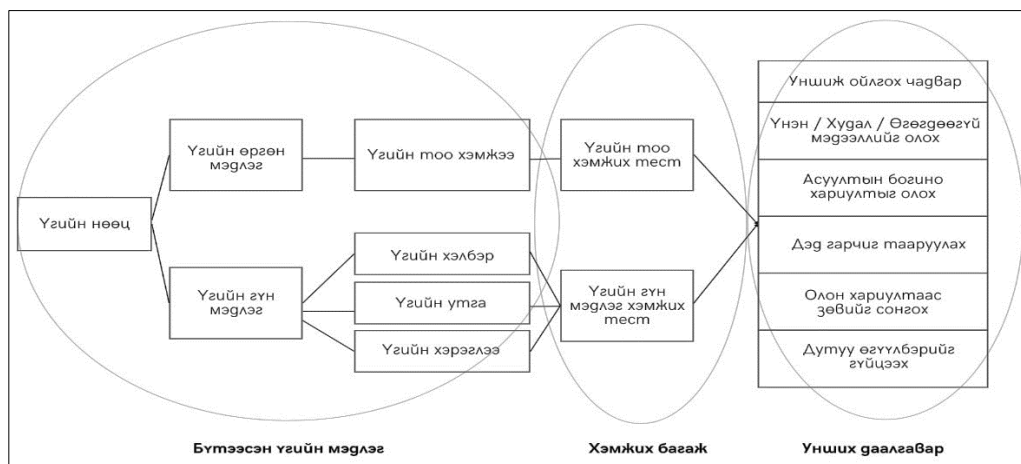 Үгийн нөөц
Үгийн өргөн
мэдлэг
Үгийн гүн
мэдлэг
Үгийн тоо хэмжээ
Үгийн хэлбэр
Үгийн утга
Үгийн хэрэглээ
Бүтээсэн үгийн мэдлэг
Үгийн тоо
хэмжих тест
Үгийн гүн
мэдлэг хэмжих
тест
Хэмжих багаж
Уншиж ойлгох чадвар
Үнэн / Худал / Өгөгдөөгүй
мэдээллийг олох
Асуултын богино
хариултыг олох
Дэд гарчиг тааруулах
Олон хариултаас
зөвийг сонгох
Дутуу өгүүлбэрийг
гүйцээх
Унших даалгавар